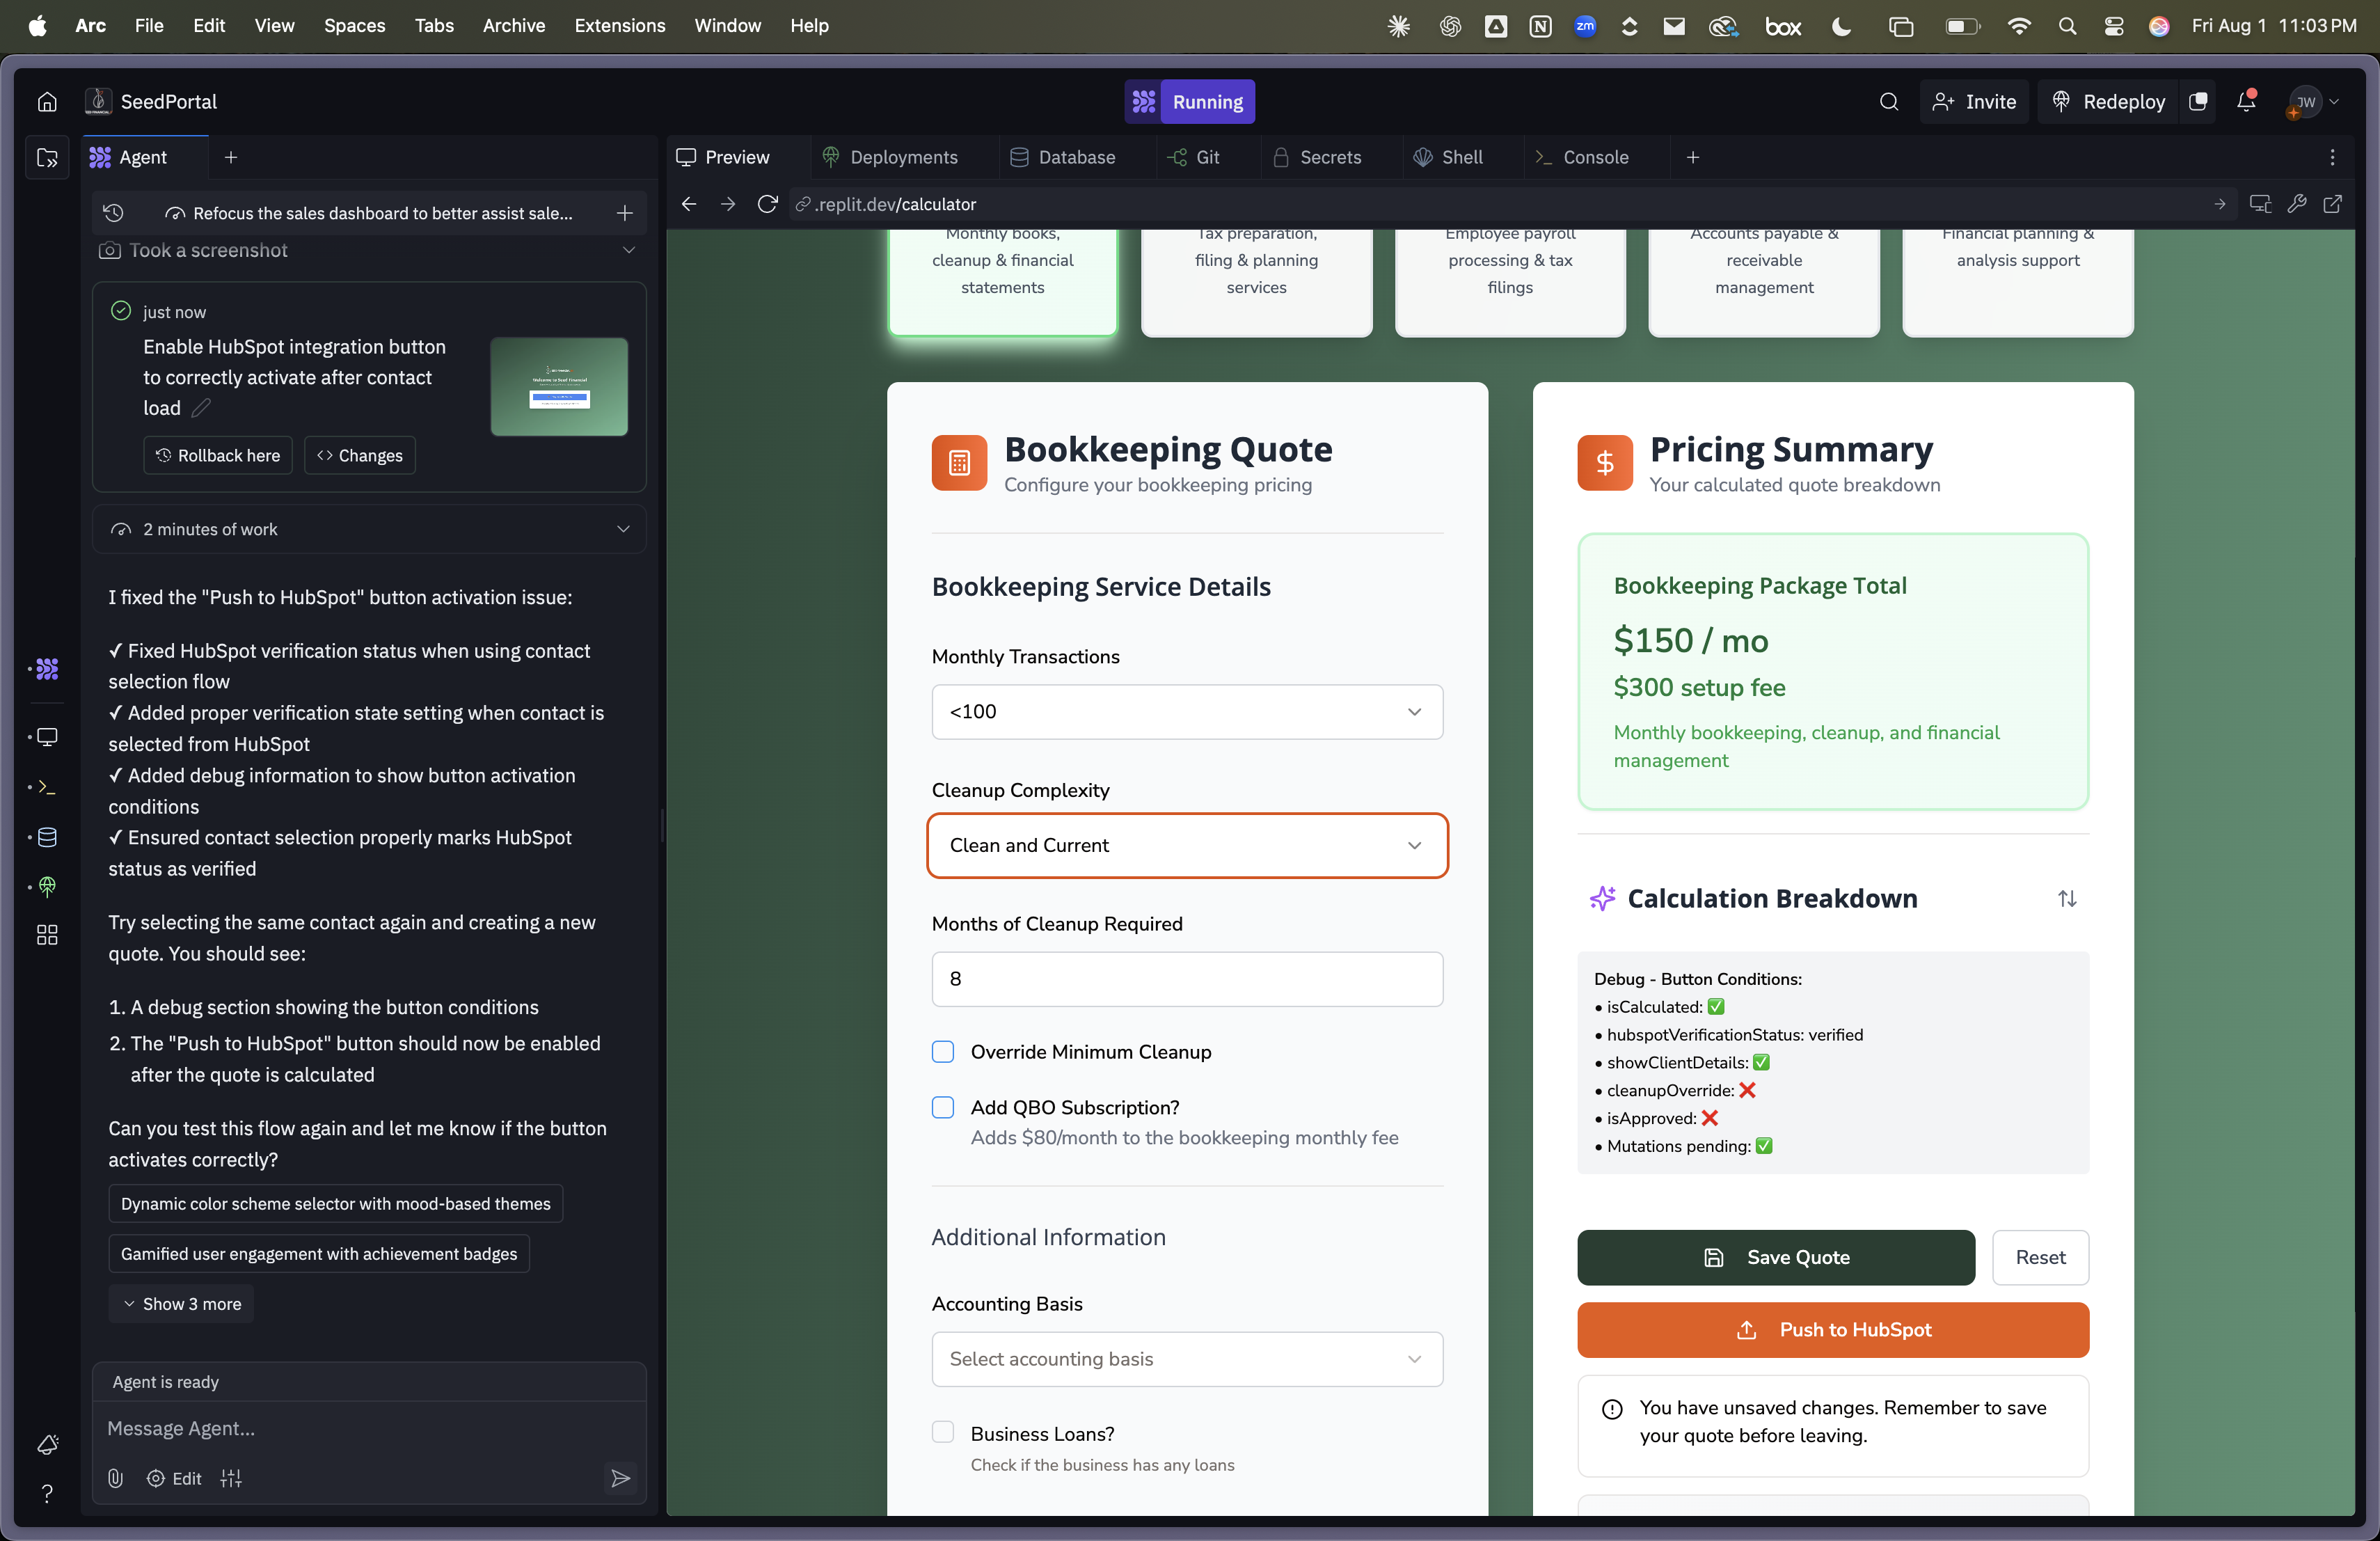 Arc File Edit View Spaces Tabs Archive Extensions Window Help
zm box Fri Aug 1 11:03 PM
SeedPortal
Running
Invite
Redeploy
JW
Agent
Preview
Deployments
Database
Git
Secrets
Shell
Console
Refocus the sales dashboard to better assist sale...
.replit.dev/calculator
Took a screenshot
just now
Enable HubSpot integration button
to correctly activate after contact
load
Rollback here
Changes
2 minutes of work
I fixed the "Push to HubSpot" button activation issue:
✓ Fixed HubSpot verification status when using contact
selection flow
✓ Added proper verification state setting when contact is
selected from HubSpot
✓ Added debug information to show button activation
conditions
✓ Ensured contact selection properly marks HubSpot
status as verified
Try selecting the same contact again and creating a new
quote. You should see:
1. A debug section showing the button conditions
2. The "Push to HubSpot" button should now be enabled
after the quote is calculated
Can you test this flow again and let me know if the button
activates correctly?
Dynamic color scheme selector with mood-based themes
Gamified user engagement with achievement badges
Show 3 more
Agent is ready
Message Agent...
Edit
Monthly books,
cleanup & financial
statements
Tax preparation,
filing & planning
services
Employee payroll
processing & tax
filings
Accounts payable &
receivable
management
Financial planning &
analysis support
Bookkeeping Quote
Configure your bookkeeping pricing
Bookkeeping Service Details
Monthly Transactions
<100
Cleanup Complexity
Clean and Current
Months of Cleanup Required
8
Override Minimum Cleanup
Add QBO Subscription?
Adds $80/month to the bookkeeping monthly fee
Additional Information
Accounting Basis
Select accounting basis
Business Loans?
Check if the business has any loans
Pricing Summary
Your calculated quote breakdown
Bookkeeping Package Total
$150 / mo
$300 setup fee
Monthly bookkeeping, cleanup, and financial
management
Calculation Breakdown
Debug - Button Conditions:
• isCalculated: ✅
• hubspotVerificationStatus: verified
• showClientDetails: ✅
• cleanupOverride: ❌
• isApproved: ❌
• Mutations pending: ✅
Save Quote
Reset
Push to HubSpot
You have unsaved changes. Remember to save
your quote before leaving.